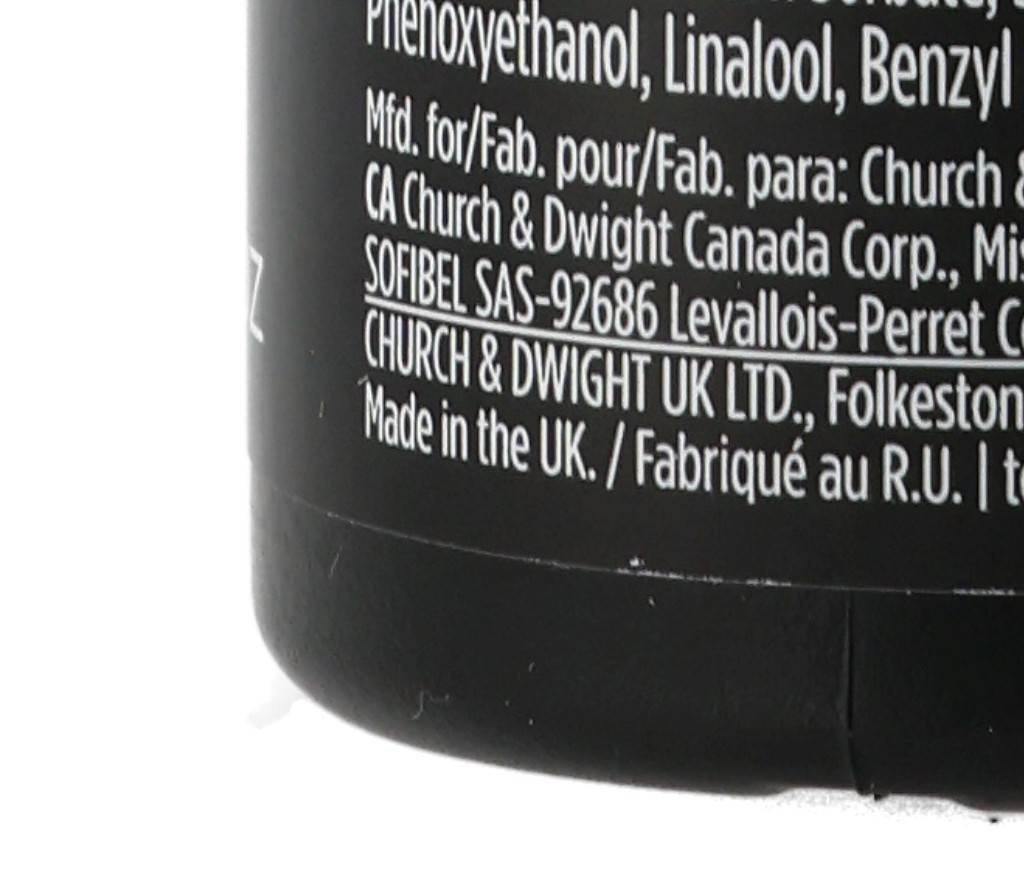 Phenoxyethanol, Linalool, Benzyl
Mfd. for/Fab. pour/Fab. para: Church &
CA Church & Dwight Canada Corp., Mis
SOFIBEL SAS-92686 Levallois-Perret C
CHURCH & DWIGHT UK LTD., Folkeston
Made in the UK. / Fabriqué au R.U. | t
Z